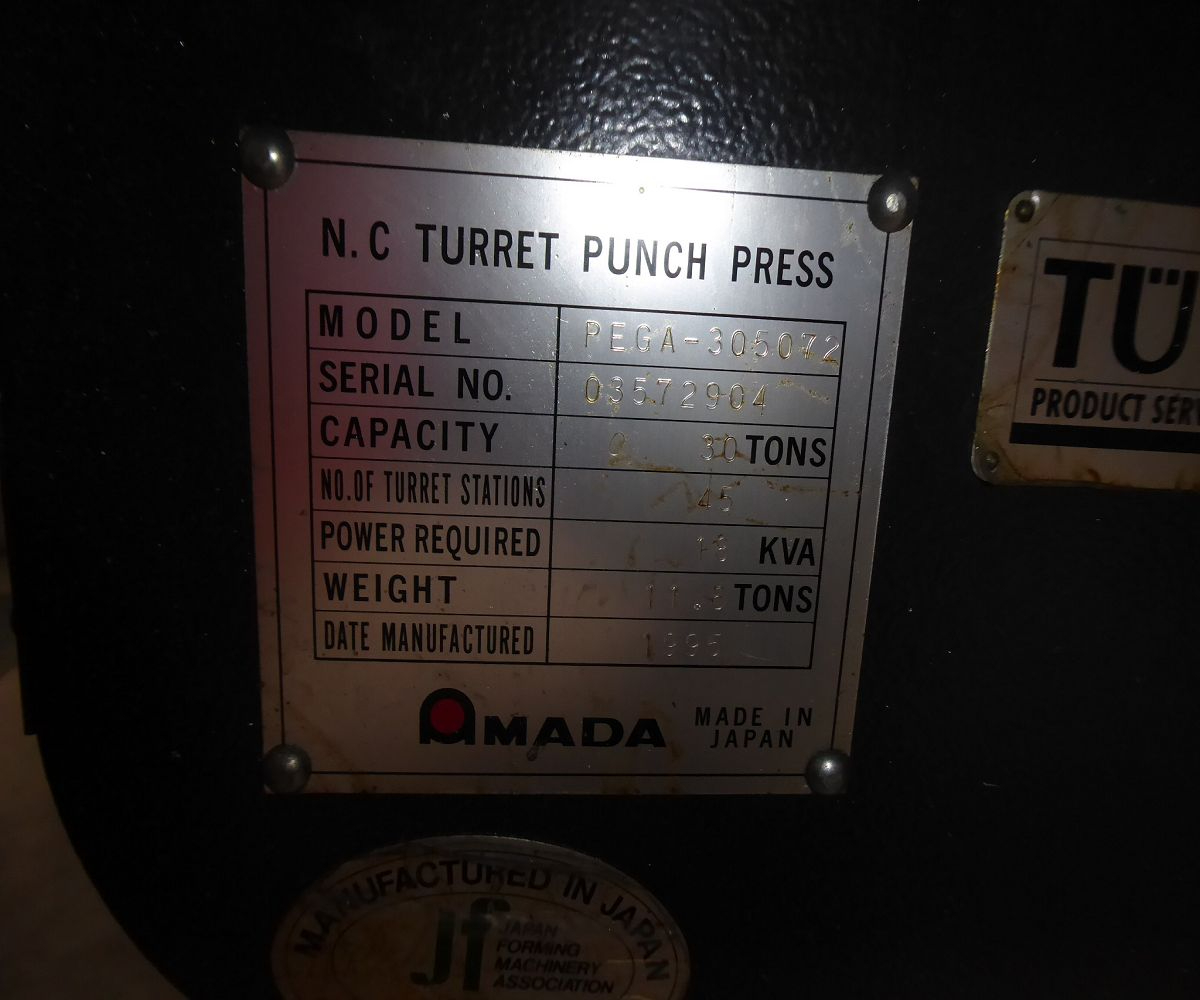 N.C TURRET PUNCH PRESS
MODEL PEGA-305072
SERIAL NO. 03572904
CAPACITY 30 TONS
NO.OF TURRET STATIONS 45
POWER REQUIRED KVA
WEIGHT TONS
DATE MANUFACTURED 1995
AMADA MADE IN
JAPAN
TÜ
PRODUCT SER
MANUFACTURED IN JAPAN
Jf
JAPAN
FORMING
MACHINERY
ASSOCIATION